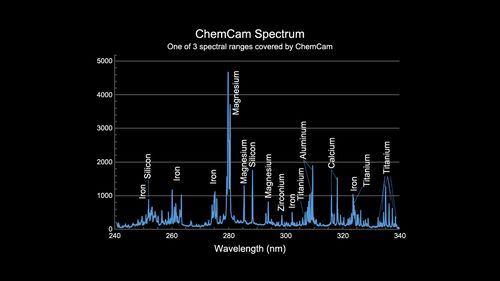 ChemCam Spectrum
One of 3 spectral ranges covered by ChemCam
5000
4000
3000
2000
1000
0
Iron
Silicon
Iron
Iron
Magnesium
Magnesium
Silicon
Magnesium
Zirconium
Iron
Titanium
Aluminum
Calcium
Iron
Titanium
Titanium
240
260
280
300
320
340
Wavelength (nm)